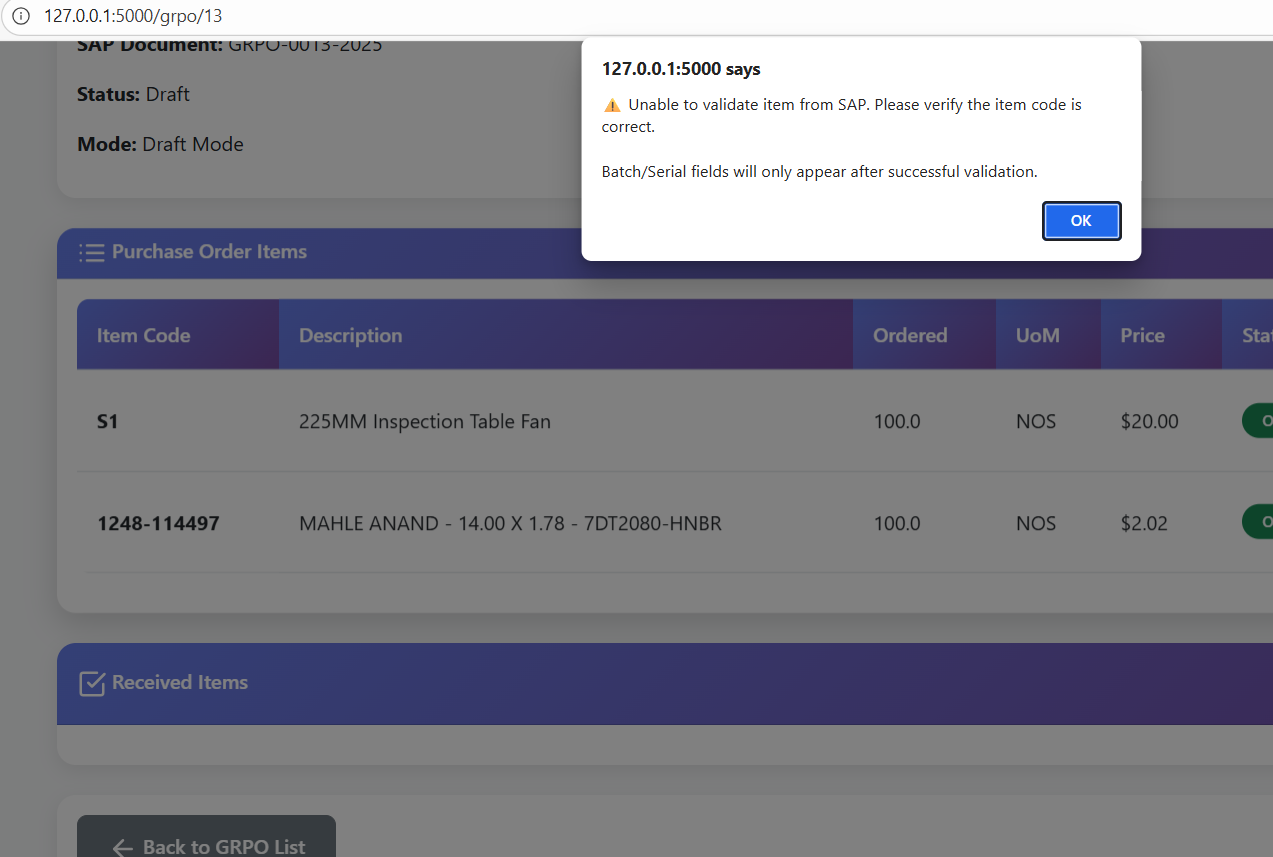 127.0.0.1:5000/grpo/13
SAP Document: GRPO-0013-2025
127.0.0.1:5000 says
⚠ Unable to validate item from SAP. Please verify the item code is
correct.
Batch/Serial fields will only appear after successful validation.
OK
Status: Draft
Mode: Draft Mode
Purchase Order Items
Item Code Description Ordered UoM Price
S1 225MM Inspection Table Fan 100.0 NOS $20.00
1248-114497 MAHLE ANAND - 14.00 X 1.78 - 7DT2080-HNBR 100.0 NOS $2.02
Received Items
Back to GRPO List